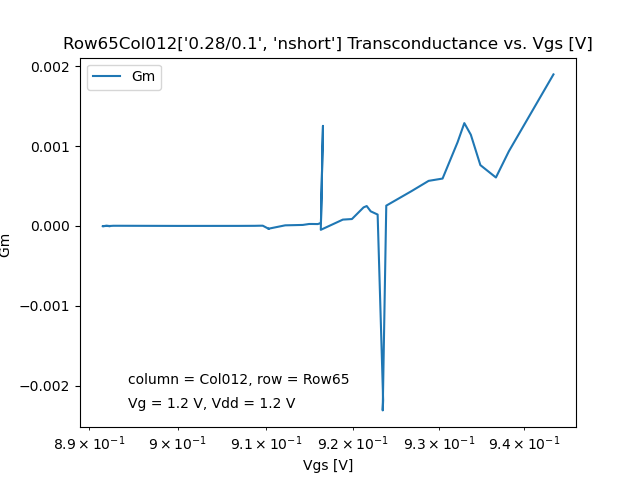 Row65Col012['0.28/0.1', 'nshort'] Transconductance vs. Vgs [V]
Gm
0.002
0.001
0.000
−0.001
−0.002
Gm
column = Col012, row = Row65
Vg = 1.2 V, Vdd = 1.2 V
8.9 × 10⁻¹ 9 × 10⁻¹ 9.1 × 10⁻¹ 9.2 × 10⁻¹ 9.3 × 10⁻¹ 9.4 × 10⁻¹
Vgs [V]